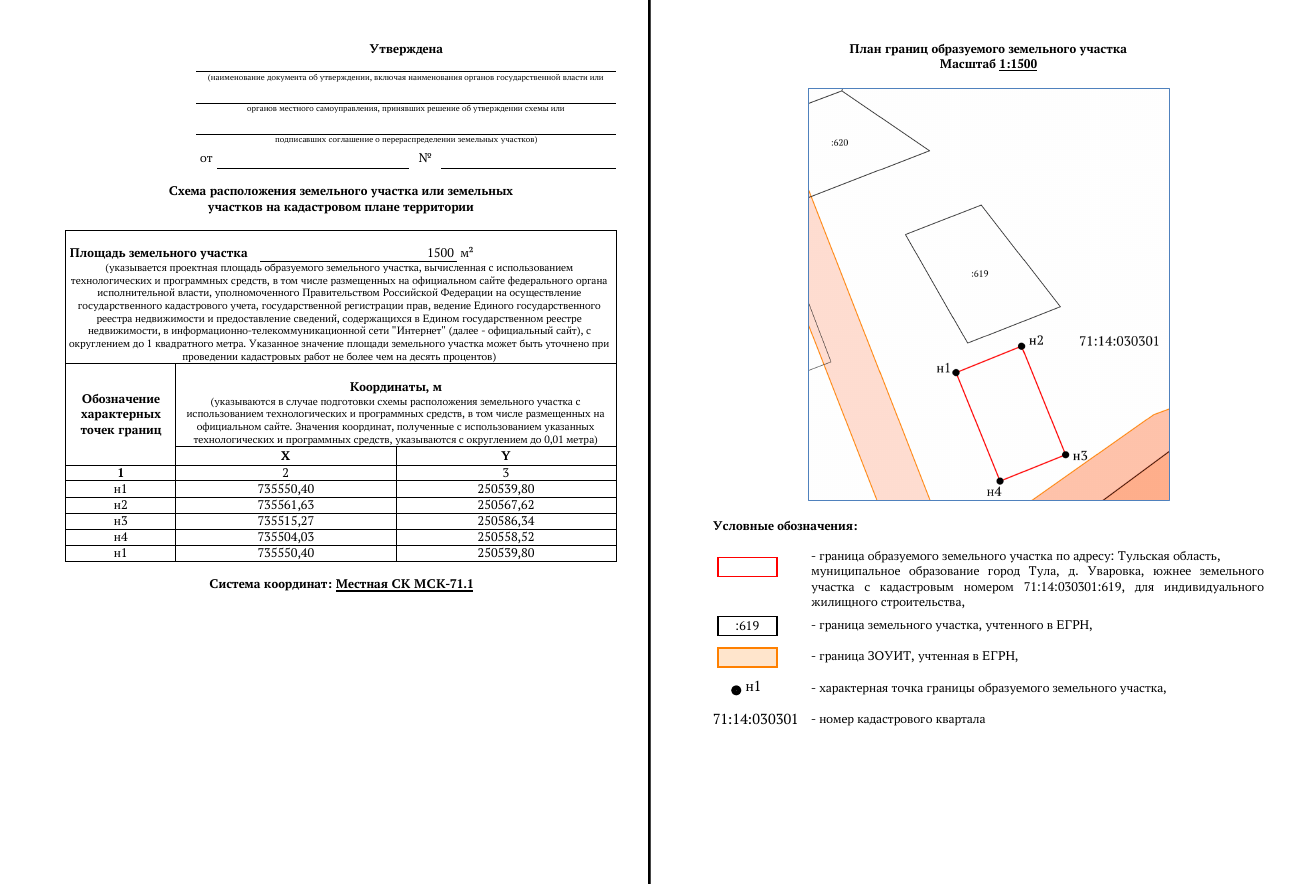 Утверждена
(наименование документа об утверждении, включая наименования органов государственной власти или
органов местного самоуправления, принявших решение об утверждении схемы или
подписавших соглашение о перераспределении земельных участков)
от № 
Схема расположения земельного участка или земельных
участков на кадастровом плане территории
Площадь земельного участка 1500 м²
(указывается проектная площадь образуемого земельного участка, вычисленная с использованием
технологических и программных средств, в том числе размещенных на официальном сайте федерального органа
исполнительной власти, уполномоченного Правительством Российской Федерации на осуществление
государственного кадастрового учета, государственной регистрации прав, ведение Единого государственного
реестра недвижимости и предоставление сведений, содержащихся в Едином государственном реестре
недвижимости, в информационно-телекоммуникационной сети "Интернет" (далее - официальный сайт), с
округлением до 1 квадратного метра. Указанное значение площади земельного участка может быть уточнено при
проведении кадастровых работ не более чем на десять процентов)
Обозначение
характерных
точек границ
Координаты, м
(указываются в случае подготовки схемы расположения земельного участка с
использованием технологических и программных средств, в том числе размещенных на
официальном сайте. Значения координат, полученные с использованием указанных
технологических и программных средств, указываются с округлением до 0,01 метра)
X Y
1 2 3
н1 735550,40 250539,80
н2 735561,63 250567,62
н3 735515,27 250586,34
н4 735504,03 250558,52
н1 735550,40 250539,80
Система координат: Местная СК МСК-71.1
План границ образуемого земельного участка
Масштаб 1:1500
:620
:619
н2
71:14:030301
н1
н3
н4
Условные обозначения:
- граница образуемого земельного участка по адресу: Тульская область,
муниципальное образование город Тула, д. Уваровка, южнее земельного
участка с кадастровым номером 71:14:030301:619, для индивидуального
жилищного строительства,
:619 - граница земельного участка, учтенного в ЕГРН,
- граница ЗОУИТ, учтенная в ЕГРН,
н1 - характерная точка границы образуемого земельного участка,
71:14:030301 - номер кадастрового квартала